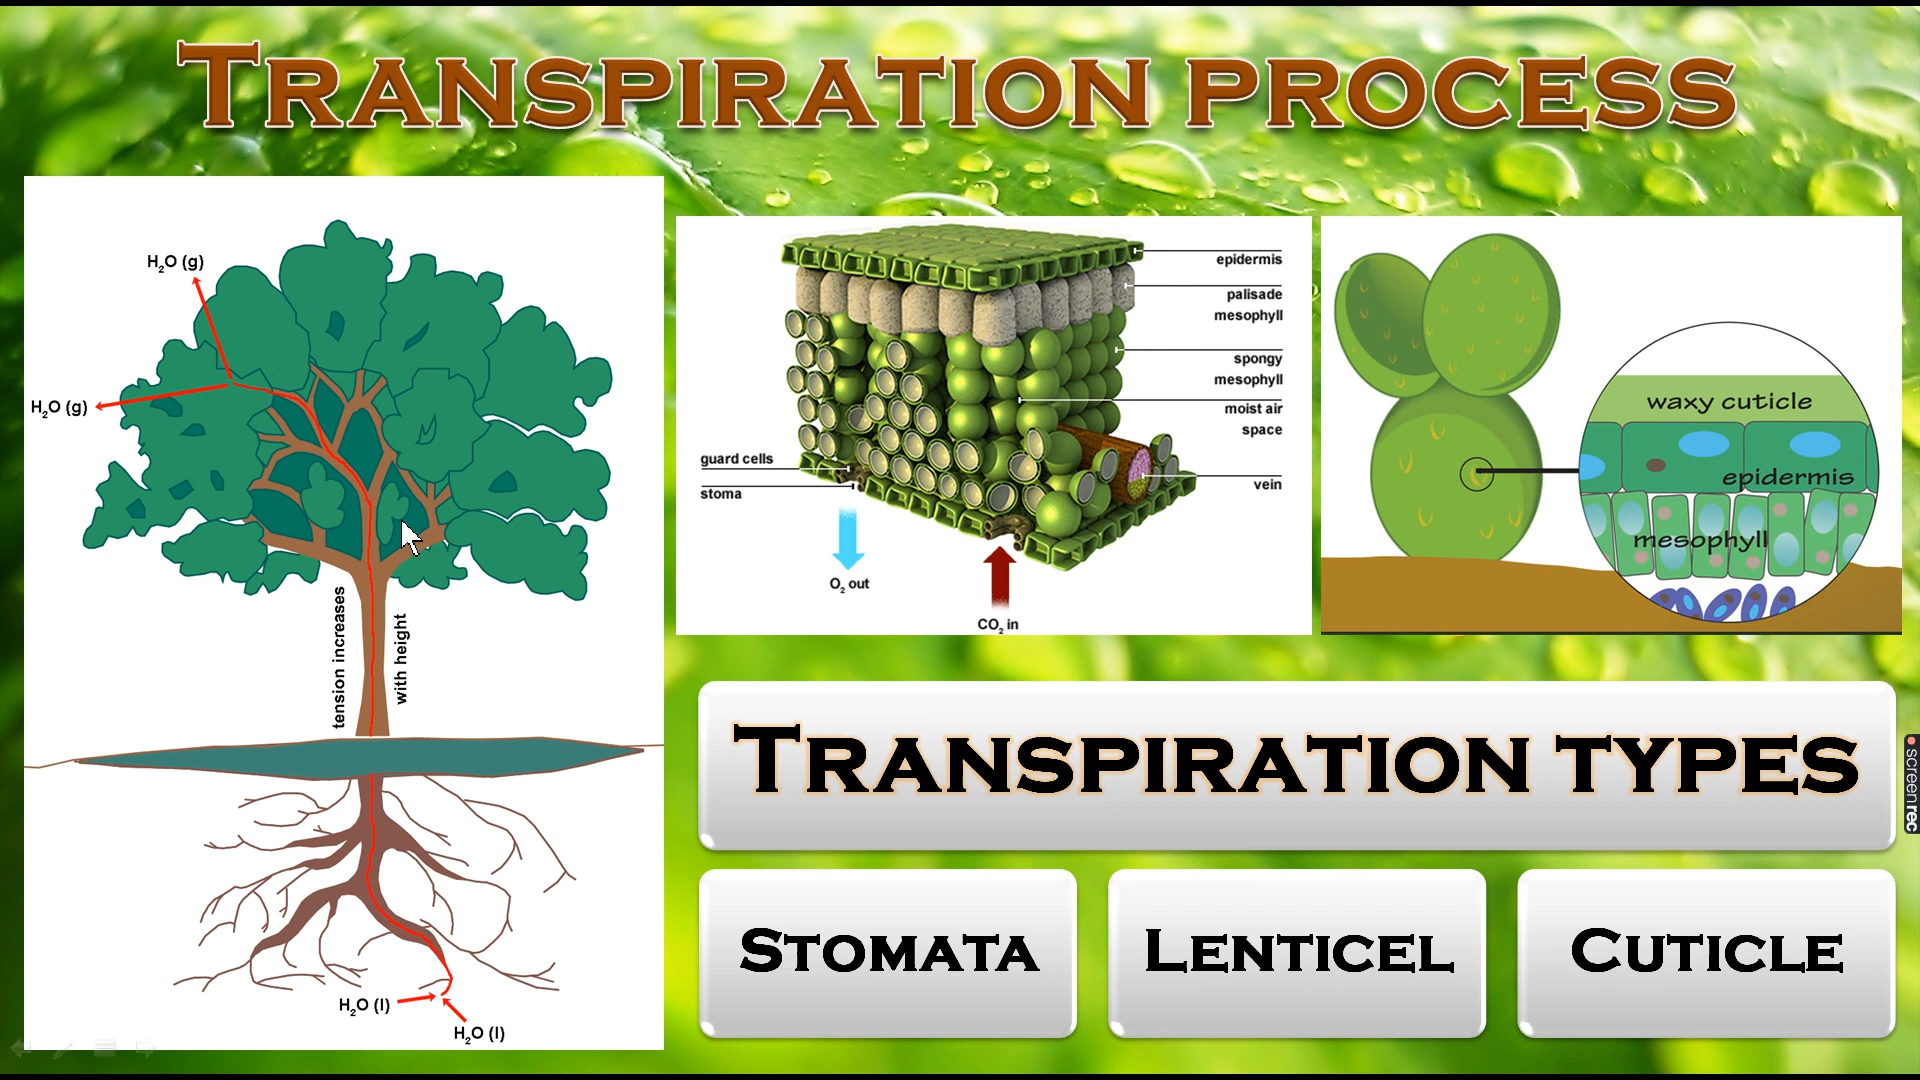 TRANSPIRATION PROCESS
H2O (g)
H2O (g)
tension increases
with height
H2O (l)
H2O (l)
epidermis
palisade
mesophyll
spongy
mesophyll
moist air
space
vein
guard cells
stoma
O2 out
CO2 in
waxy cuticle
epidermis
mesophyll
TRANSPIRATION TYPES
STOMATA
LENTICEL
CUTICLE
screenrec